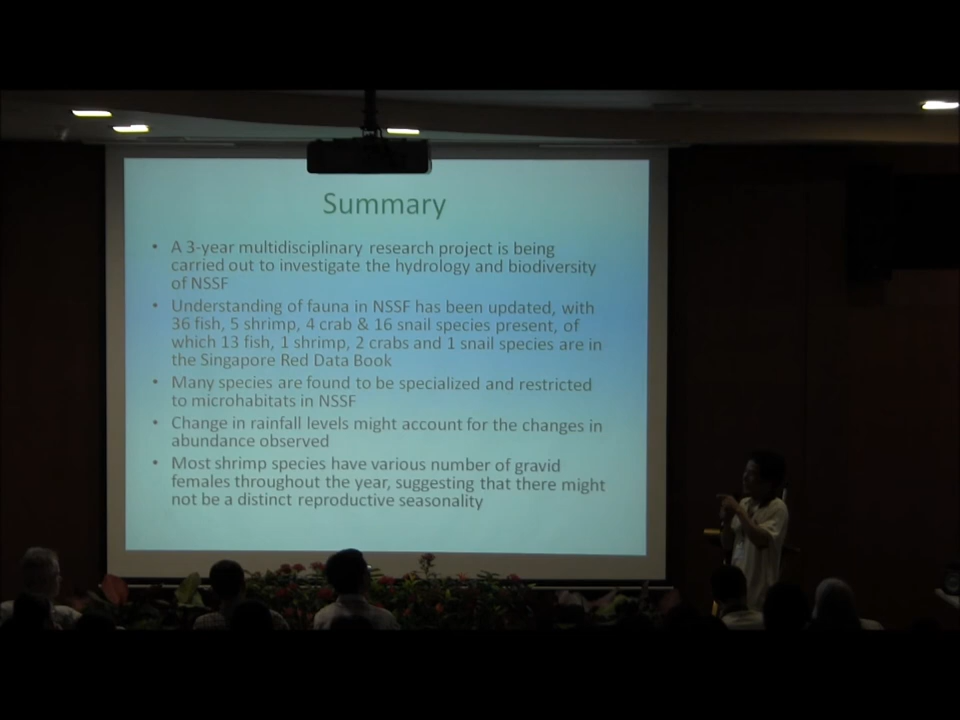 Summary
• A 3-year multidisciplinary research project is being
carried out to investigate the hydrology and biodiversity
of NSSF
• Understanding of fauna in NSSF has been updated, with
36 fish, 5 shrimp, 4 crab & 16 snail species present, of
which 13 fish, 1 shrimp, 2 crabs and 1 snail species are in
the Singapore Red Data Book
• Many species are found to be specialized and restricted
to microhabitats in NSSF
• Change in rainfall levels might account for the changes in
abundance observed
• Most shrimp species have various number of gravid
females throughout the year, suggesting that there might
not be a distinct reproductive seasonality